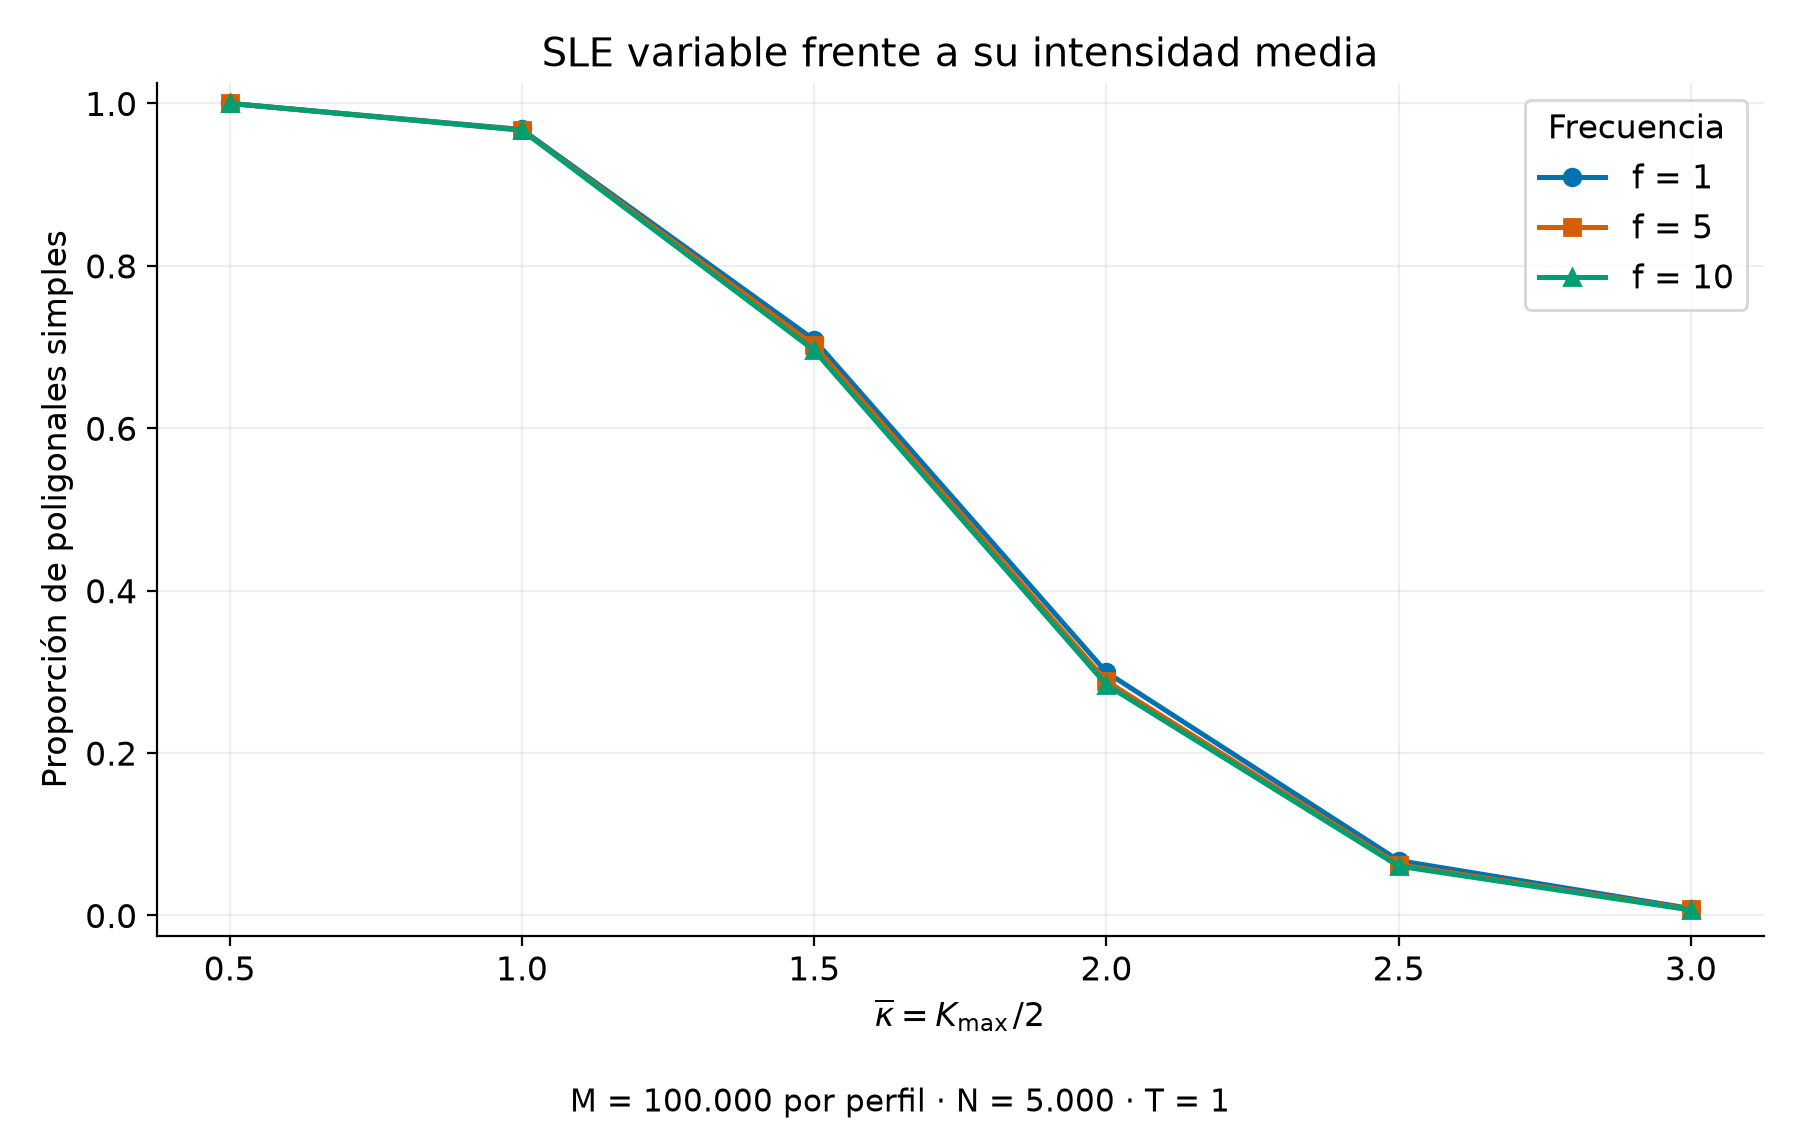 SLE variable frente a su intensidad media
Proporción de poligonales simples
1.0
0.8
0.6
0.4
0.2
0.0
Frecuencia
f = 1
f = 5
f = 10
0.5 1.0 1.5 2.0 2.5 3.0
κ̅ = K_max/2
M = 100.000 por perfil · N = 5.000 · T = 1